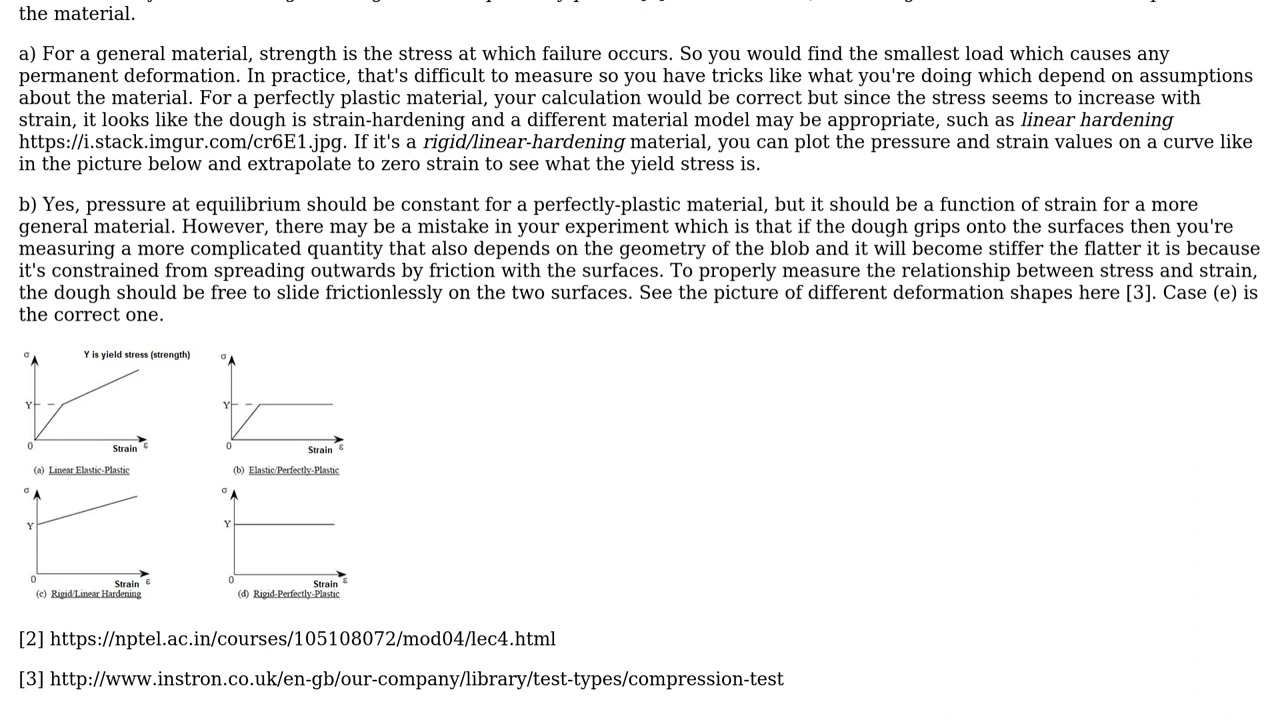 the material.
a) For a general material, strength is the stress at which failure occurs. So you would find the smallest load which causes any
permanent deformation. In practice, that's difficult to measure so you have tricks like what you're doing which depend on assumptions
about the material. For a perfectly plastic material, your calculation would be correct but since the stress seems to increase with
strain, it looks like the dough is strain-hardening and a different material model may be appropriate, such as linear hardening
https://i.stack.imgur.com/cr6E1.jpg. If it's a rigid/linear-hardening material, you can plot the pressure and strain values on a curve like
in the picture below and extrapolate to zero strain to see what the yield stress is.
b) Yes, pressure at equilibrium should be constant for a perfectly-plastic material, but it should be a function of strain for a more
general material. However, there may be a mistake in your experiment which is that if the dough grips onto the surfaces then you're
measuring a more complicated quantity that also depends on the geometry of the blob and it will become stiffer the flatter it is because
it's constrained from spreading outwards by friction with the surfaces. To properly measure the relationship between stress and strain,
the dough should be free to slide frictionlessly on the two surfaces. See the picture of different deformation shapes here [3]. Case (e) is
the correct one.
σ Y is yield stress (strength) σ
Y Y
0 Strain ε 0 Strain ε
(a) Linear Elastic-Plastic (b) Elastic/Perfectly-Plastic
σ σ
Y Y
0 Strain ε 0 Strain ε
(c) Rigid/Linear Hardening (d) Rigid-Perfectly-Plastic
[2] https://nptel.ac.in/courses/105108072/mod04/lec4.html
[3] http://www.instron.co.uk/en-gb/our-company/library/test-types/compression-test